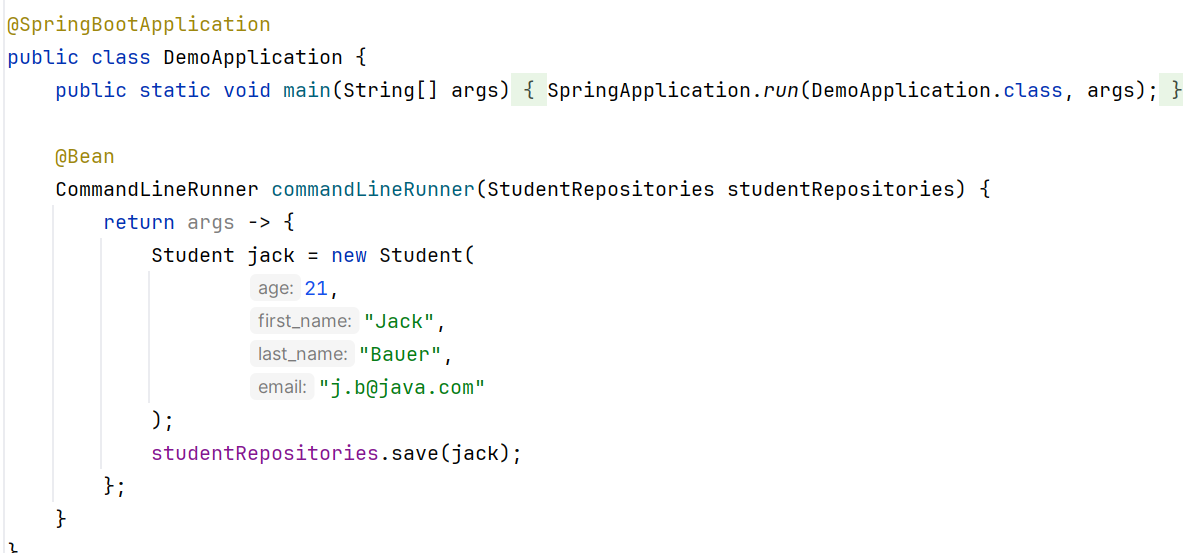 @SpringBootApplication
public class DemoApplication {
    public static void main(String[] args) { SpringApplication.run(DemoApplication.class, args); }
    @Bean
    CommandLineRunner commandLineRunner(StudentRepositories studentRepositories) {
        return args -> {
            Student jack = new Student(
                    age: 21,
                    first_name: "Jack",
                    last_name: "Bauer",
                    email: "j.b@java.com"
            );
            studentRepositories.save(jack);
        };
    }
}